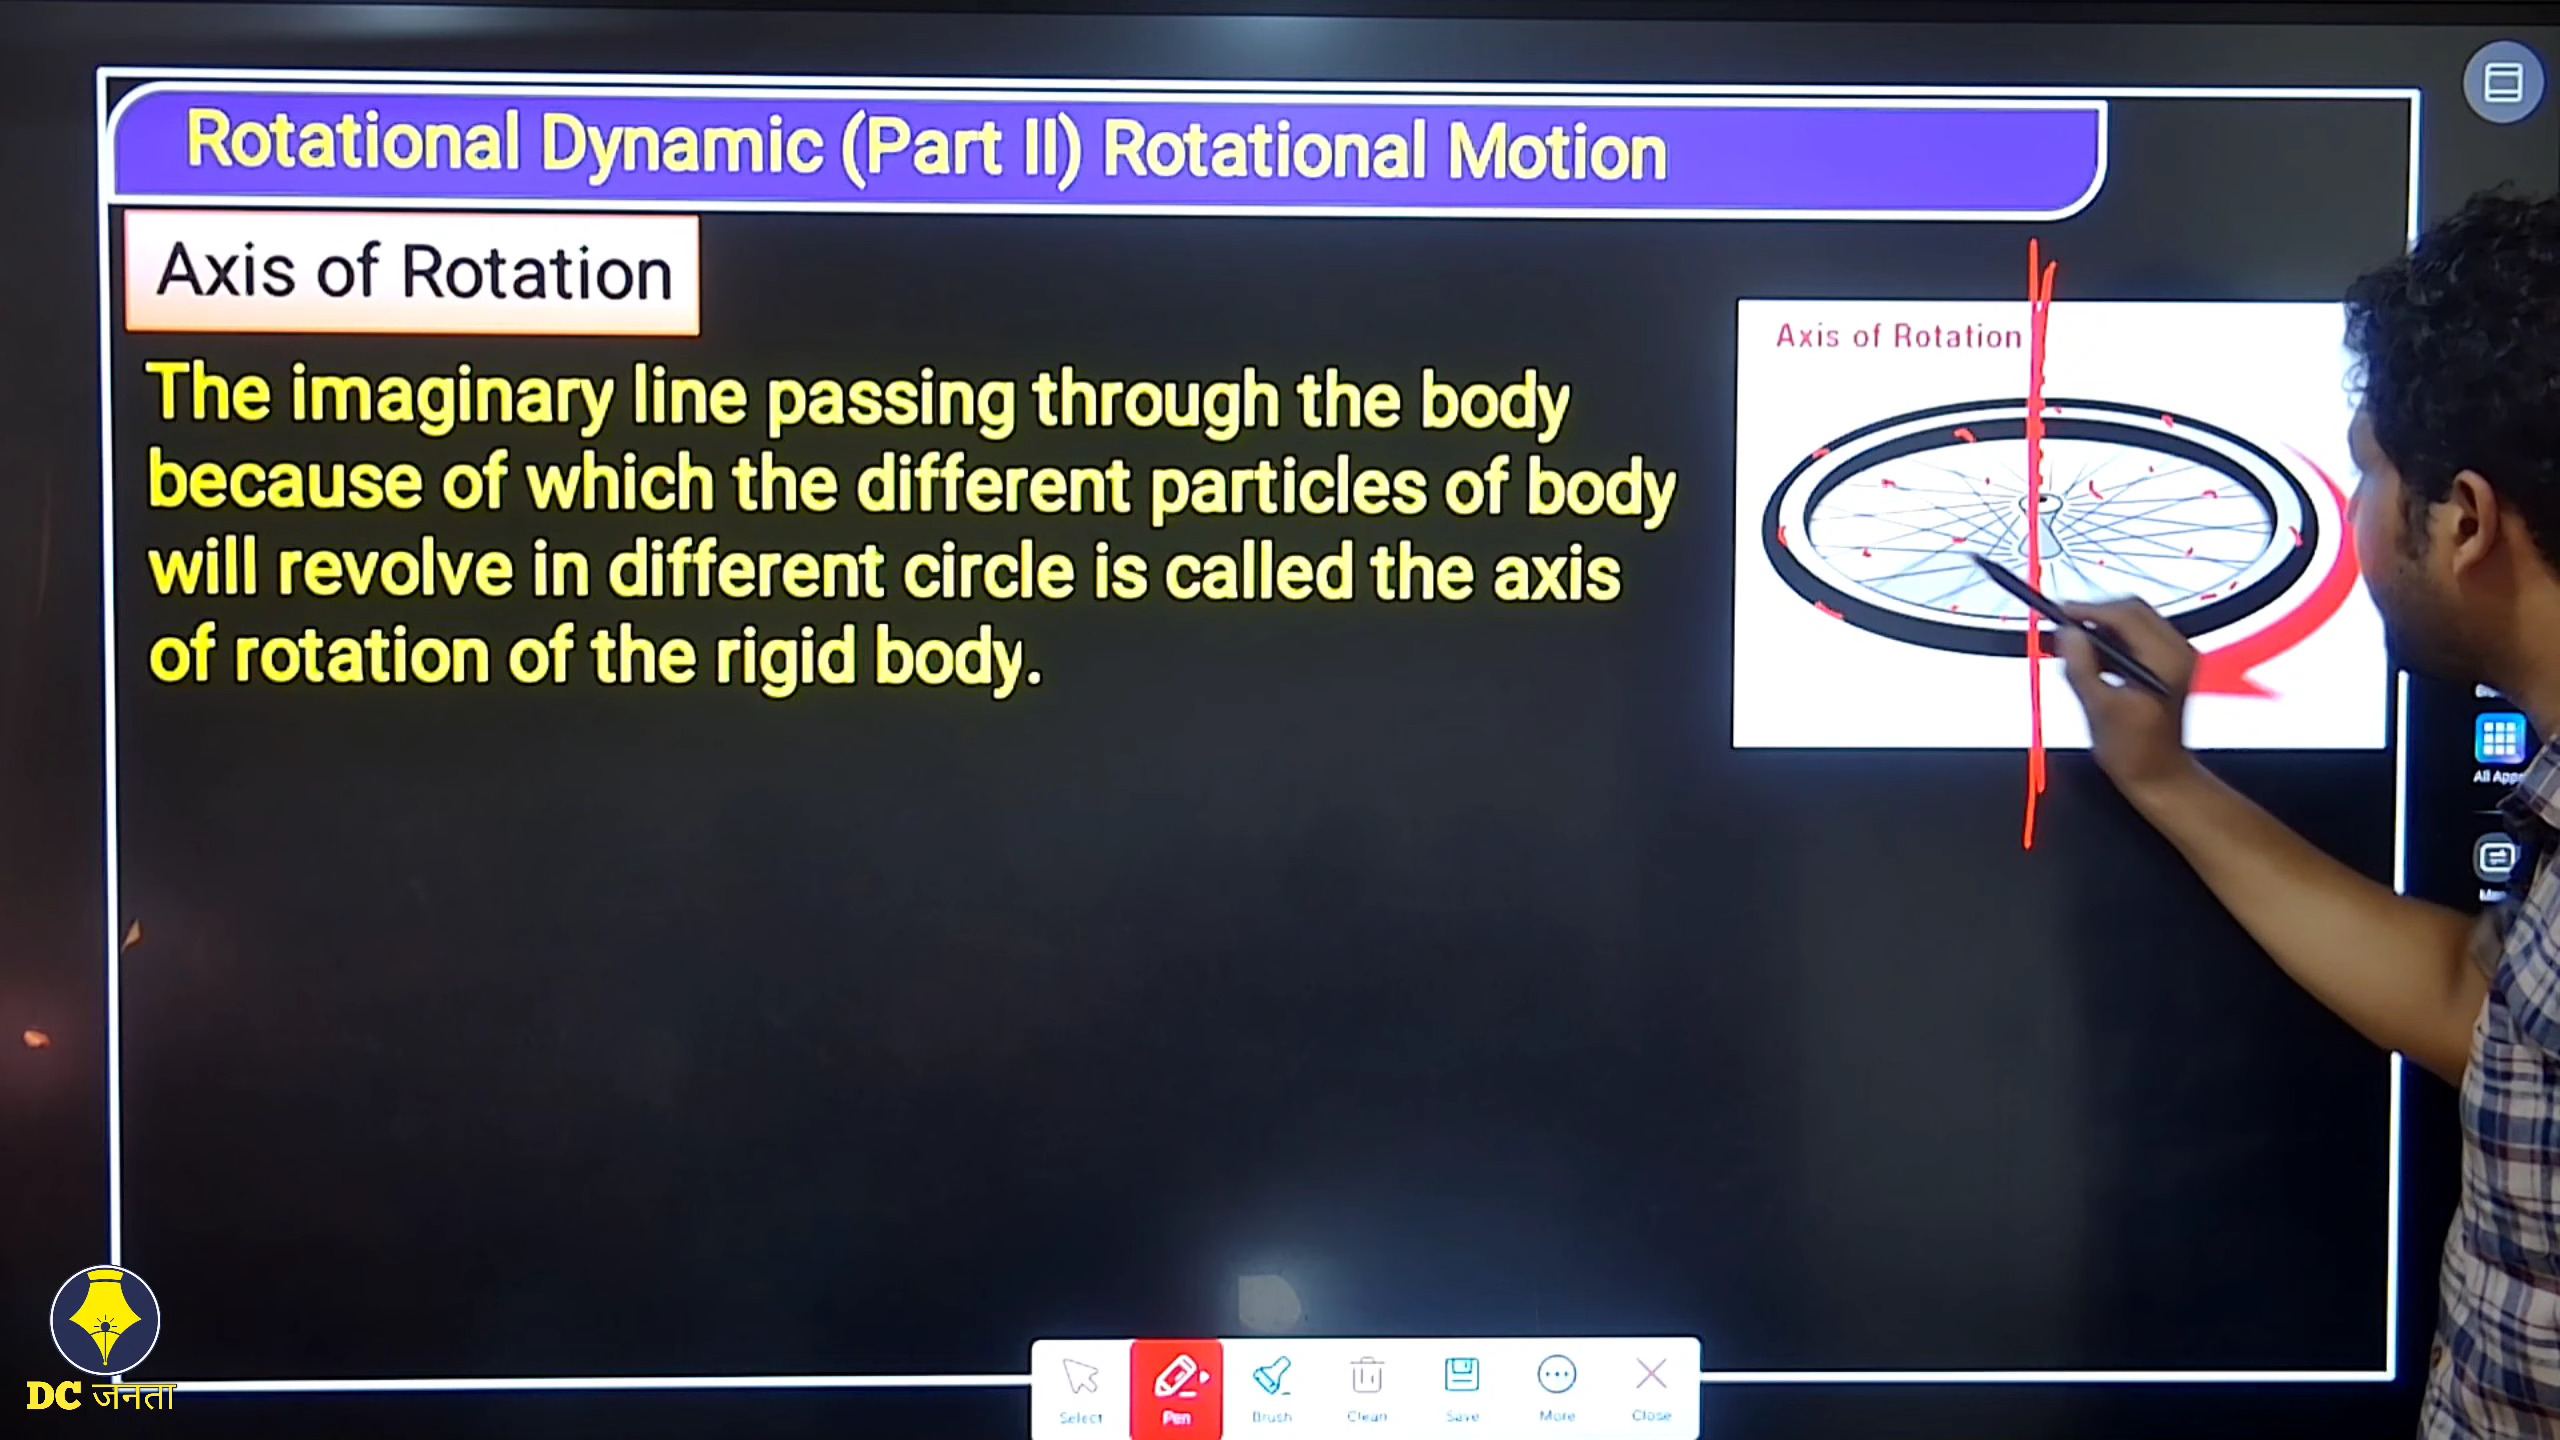 Rotational Dynamic (Part II) Rotational Motion
Axis of Rotation
The imaginary line passing through the body
because of which the different particles of body
will revolve in different circle is called the axis
of rotation of the rigid body.
Axis of Rotation
All Apps
DC जनता
Select
Pen
Brush
Clean
Save
More
Close